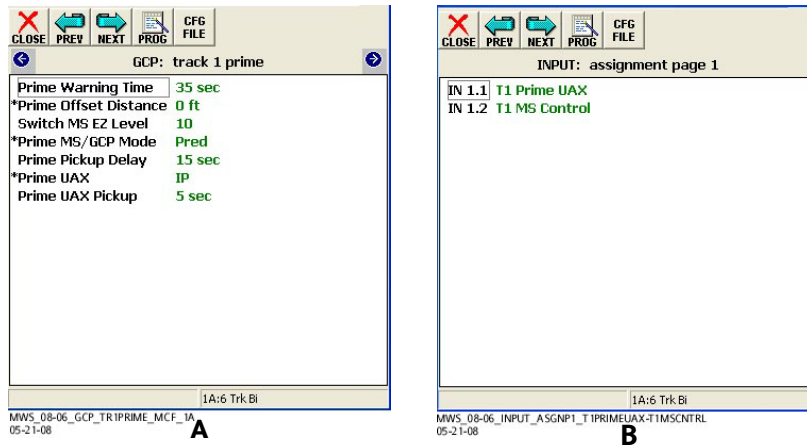 CLOSE PREV NEXT PROG CFG FILE
GCP: track 1 prime
Prime Warning Time 35 sec
*Prime Offset Distance 0 ft
Switch MS EZ Level 10
*Prime MS/GCP Mode Pred
Prime Pickup Delay 15 sec
*Prime UAX IP
Prime UAX Pickup 5 sec
1A:6 Trk Bi
MWS_08-06_GCP_TR1PRIME_MCF_1A
05-21-08
A
CLOSE PREV NEXT PROG CFG FILE
INPUT: assignment page 1
IN 1.1 T1 Prime UAX
IN 1.2 T1 MS Control
1A:6 Trk Bi
MWS_08-06_INPUT_ASGNP1_T1PRIMEUAX-T1MSCNTRL
05-21-08
B